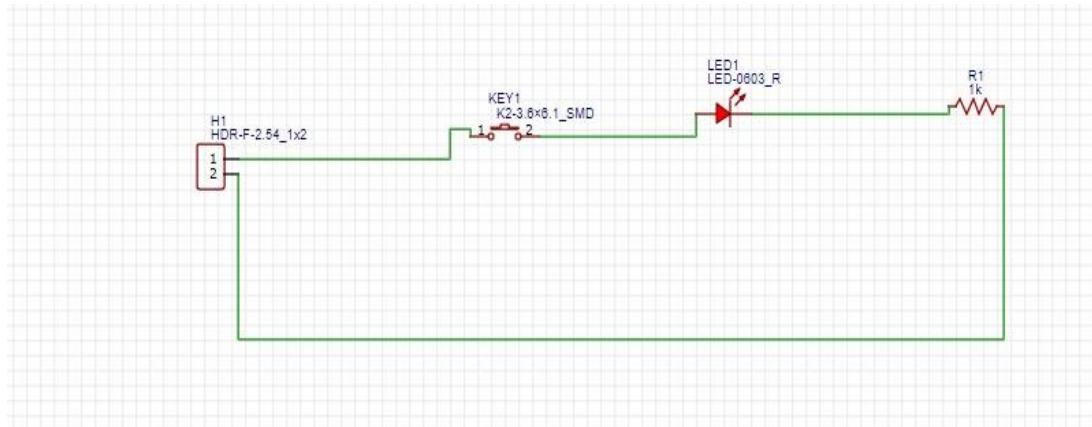 LED1
LED-0603_R
R1
1k
KEY1
K2-3.6×6.1_SMD
1 2
H1
HDR-F-2.54_1x2
1
2